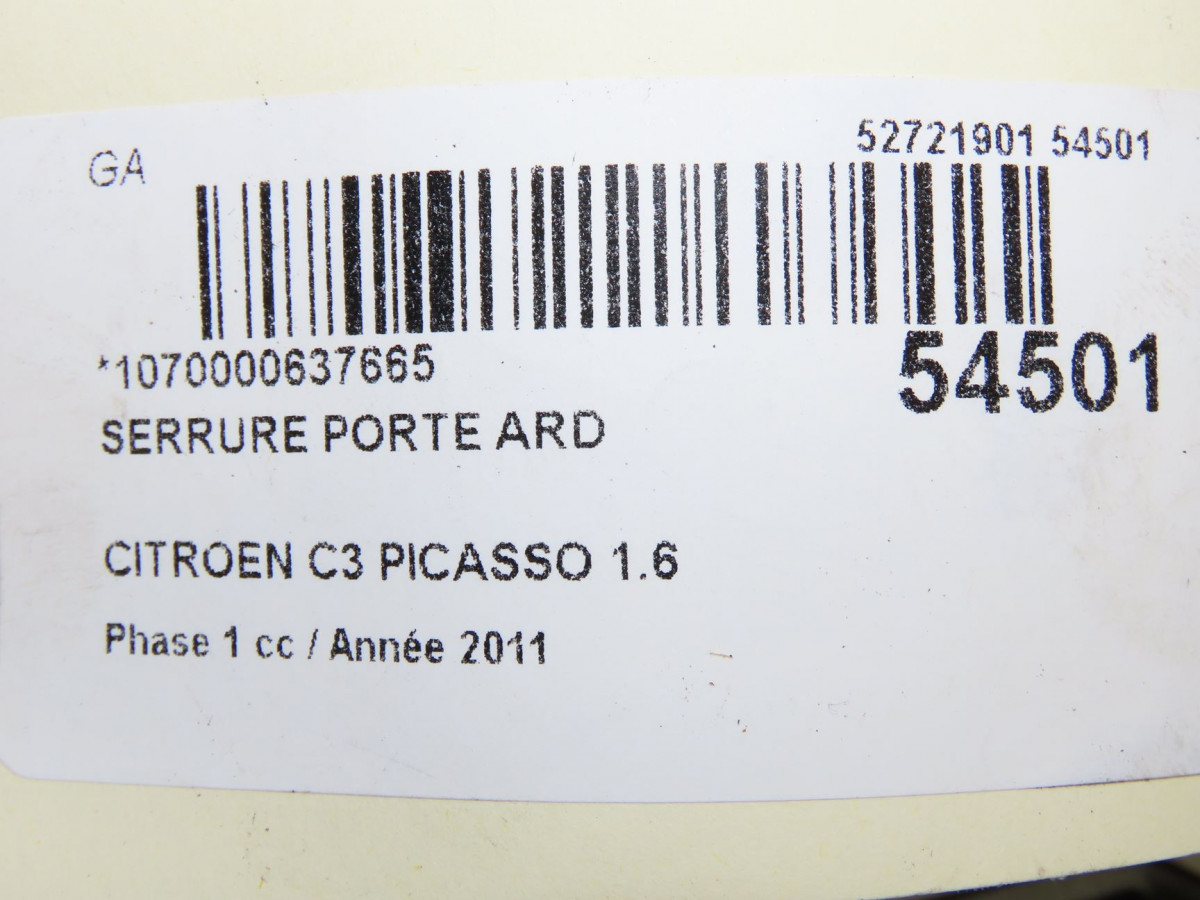 GA
52721901 54501
*1070000637665
54501
SERRURE PORTE ARD
CITROEN C3 PICASSO 1.6
Phase 1 cc / Année 2011